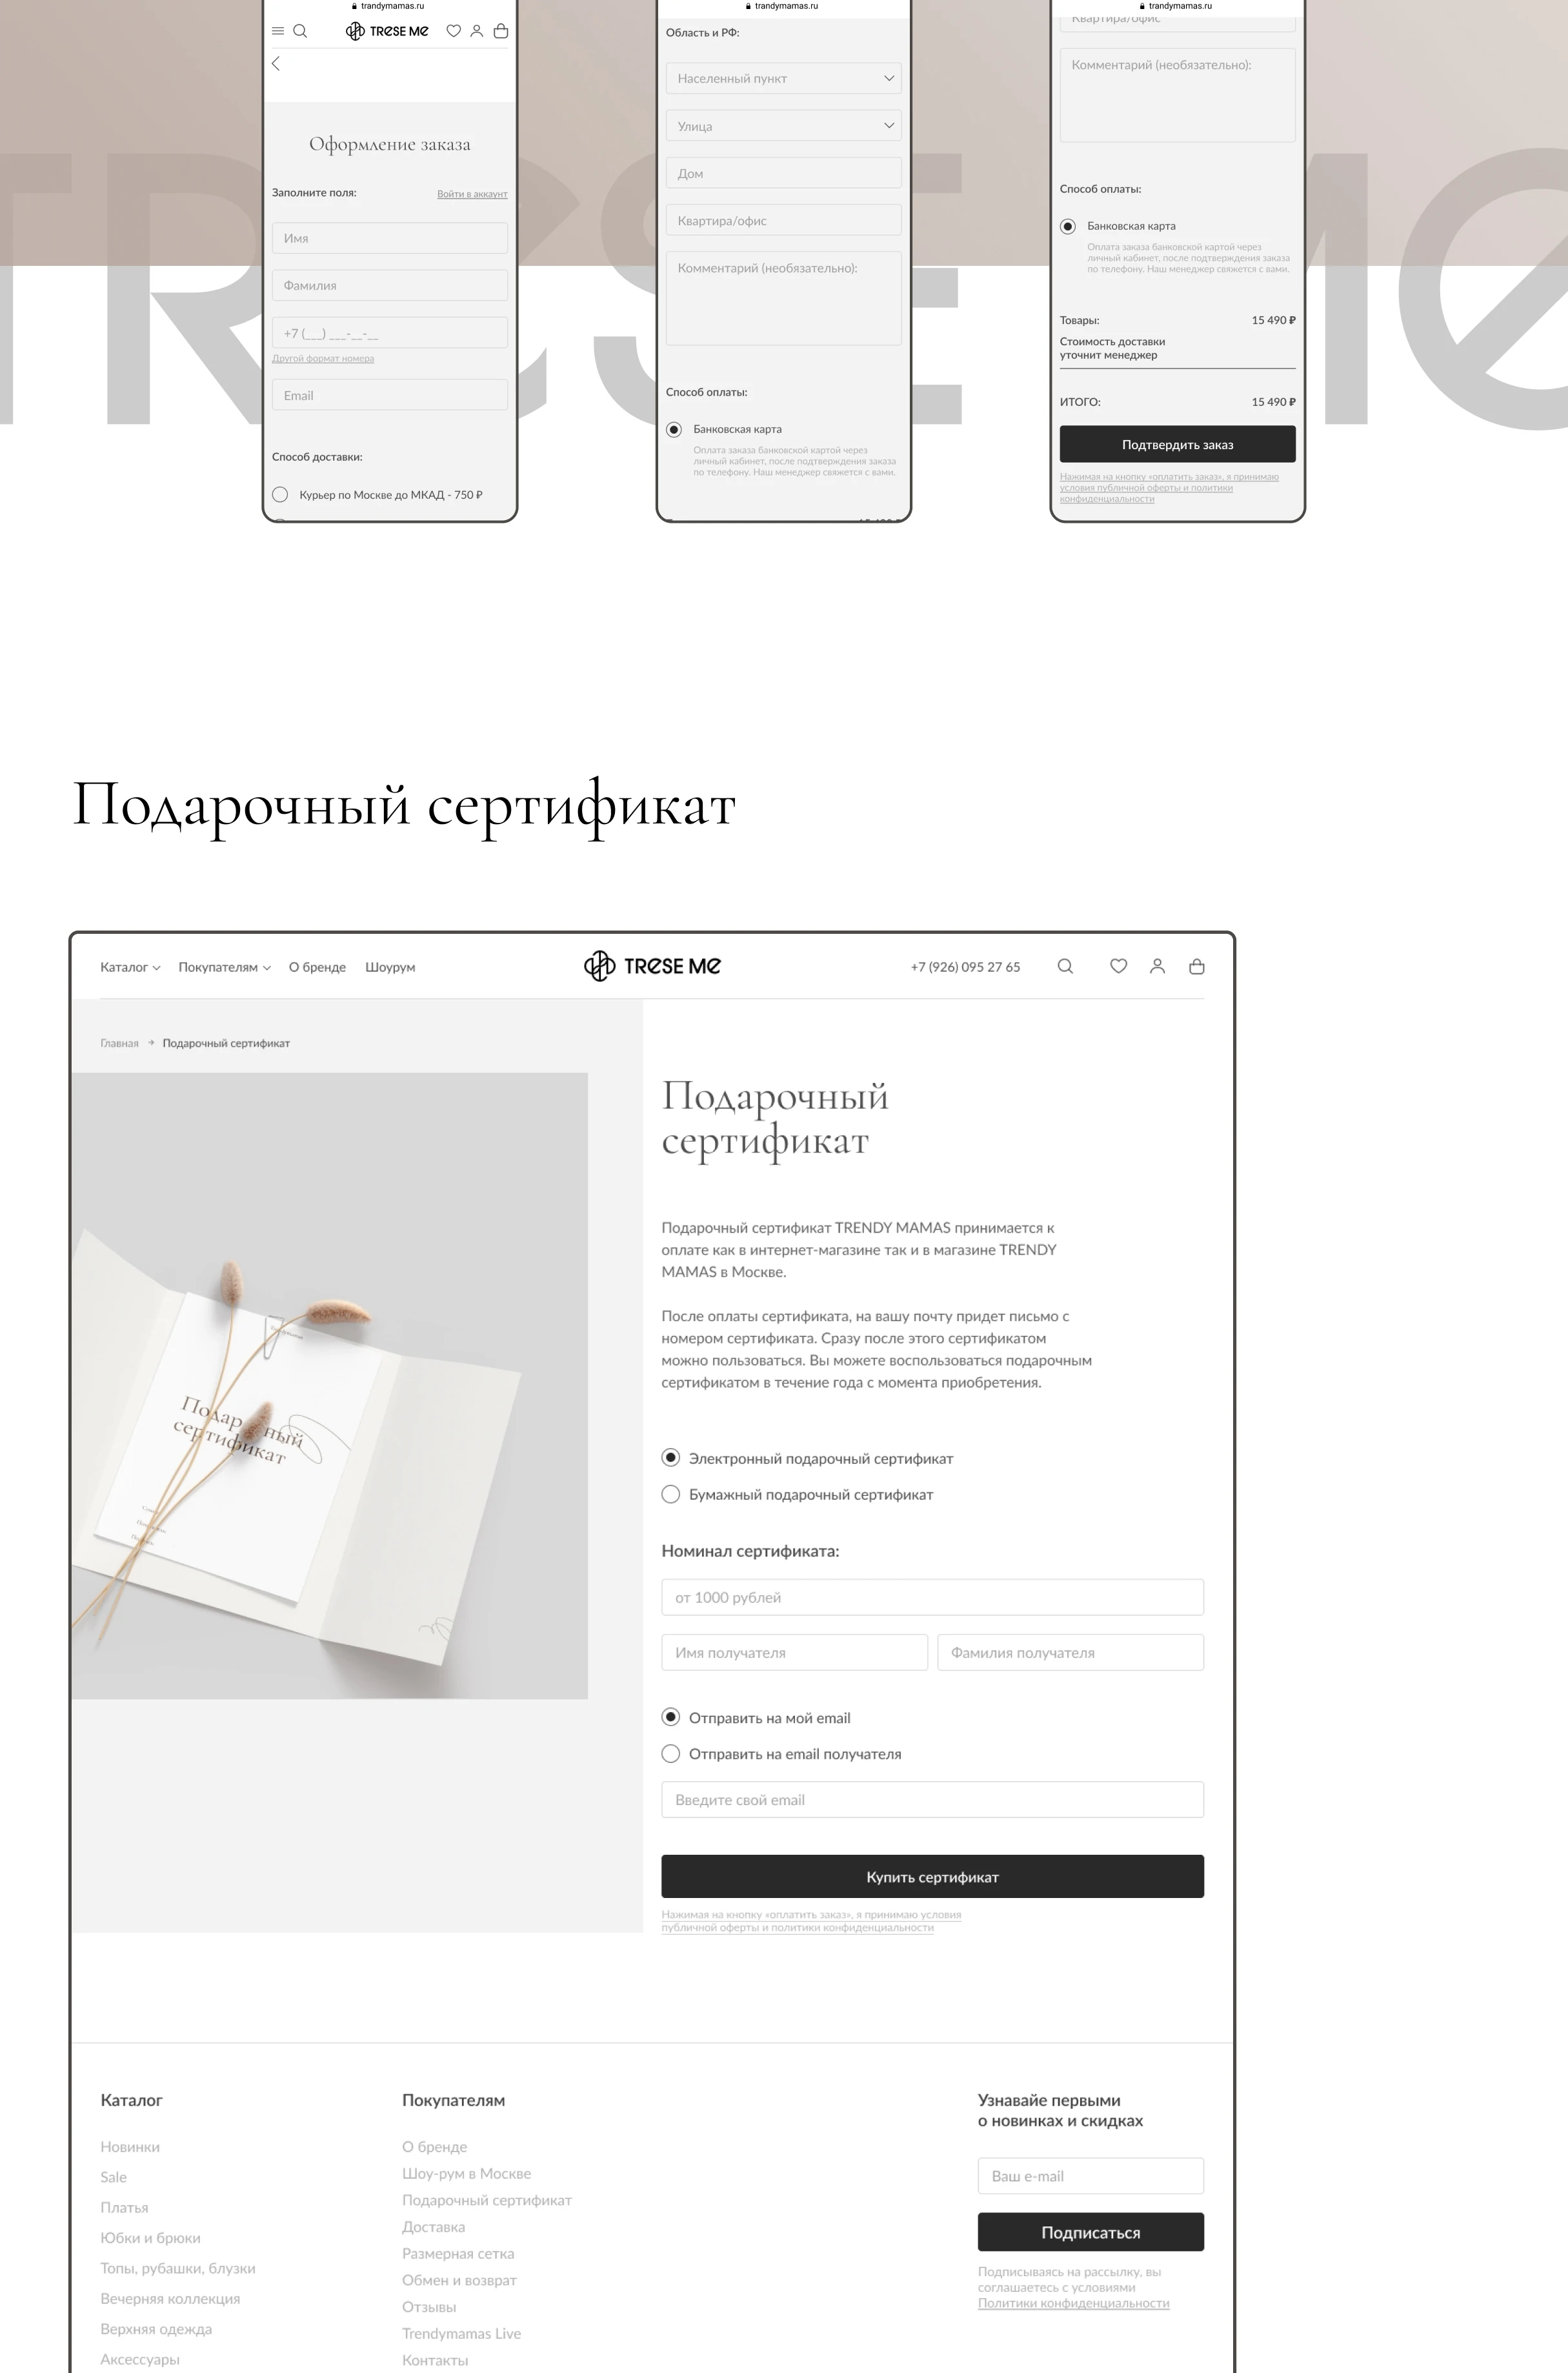 trandymamas.ru
TRESE ME
Оформление заказа
Заполните поля:
Войти в аккаунт
Имя
Фамилия
+7 (___) ___-__-__
Другой формат номера
Email
Способ доставки:
Курьер по Москве до МКАД - 750 ₽
trandymamas.ru
Область и РФ:
Населенный пункт
Улица
Дом
Квартира/офис
Комментарий (необязательно):
Способ оплаты:
Банковская карта
Оплата заказа банковской картой через
личный кабинет, после подтверждения заказа
по телефону. Наш менеджер свяжется с вами.
trandymamas.ru
Квартира/офис
Комментарий (необязательно):
Способ оплаты:
Банковская карта
Оплата заказа банковской картой через
личный кабинет, после подтверждения заказа
по телефону. Наш менеджер свяжется с вами.
Товары: 15 490 ₽
Стоимость доставки
уточнит менеджер
ИТОГО: 15 490 ₽
Подтвердить заказ
Нажимая на кнопку «оплатить заказ», я принимаю
условия публичной оферты и политики
конфиденциальности
Подарочный сертификат
Каталог Покупателям О бренде Шоурум TRESE ME +7 (926) 095 27 65
Главная → Подарочный сертификат
Подарочный
сертификат
Подарочный сертификат TRENDY MAMAS принимается к
оплате как в интернет-магазине так и в магазине TRENDY
MAMAS в Москве.
После оплаты сертификата, на вашу почту придет письмо с
номером сертификата. Сразу после этого сертификатом
можно пользоваться. Вы можете воспользоваться подарочным
сертификатом в течение года с момента приобретения.
Электронный подарочный сертификат
Бумажный подарочный сертификат
Номинал сертификата:
от 1000 рублей
Имя получателя
Фамилия получателя
Отправить на мой email
Отправить на email получателя
Введите свой email
Купить сертификат
Нажимая на кнопку «оплатить заказ», я принимаю условия
публичной оферты и политики конфиденциальности
Каталог
Новинки
Sale
Платья
Юбки и брюки
Топы, рубашки, блузки
Вечерняя коллекция
Верхняя одежда
Аксессуары
Покупателям
О бренде
Шоу-рум в Москве
Подарочный сертификат
Доставка
Размерная сетка
Обмен и возврат
Отзывы
Trendymamas Live
Контакты
Узнавайте первыми
о новинках и скидках
Ваш e-mail
Подписаться
Подписываясь на рассылку, вы
соглашаетесь с условиями
Политики конфиденциальности